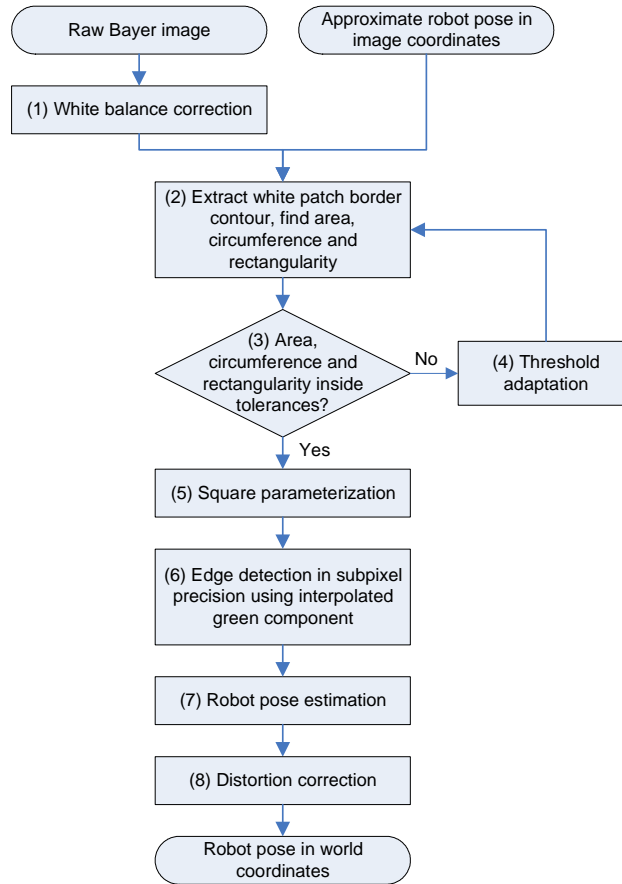 Raw Bayer image
Approximate robot pose in
image coordinates
(1) White balance correction
(2) Extract white patch border
contour, find area,
circumference and
rectangularity
(3) Area,
circumference and
rectangularity inside
tolerances?
No
(4) Threshold
adaptation
Yes
(5) Square parameterization
(6) Edge detection in subpixel
precision using interpolated
green component
(7) Robot pose estimation
(8) Distortion correction
Robot pose in world
coordinates